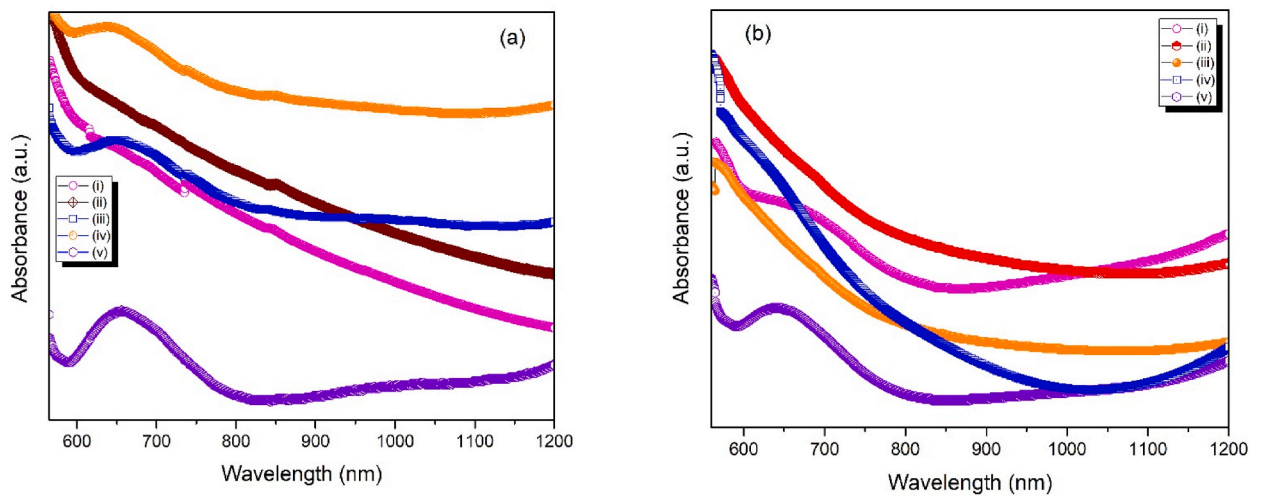 (a)
Absorbance (a.u.)
(i)
(ii)
(iii)
(iv)
(v)
600 700 800 900 1000 1100 1200
Wavelength (nm)
(b)
Absorbance (a.u.)
(i)
(ii)
(iii)
(iv)
(v)
600 700 800 900 1000 1100 1200
Wavelength (nm)